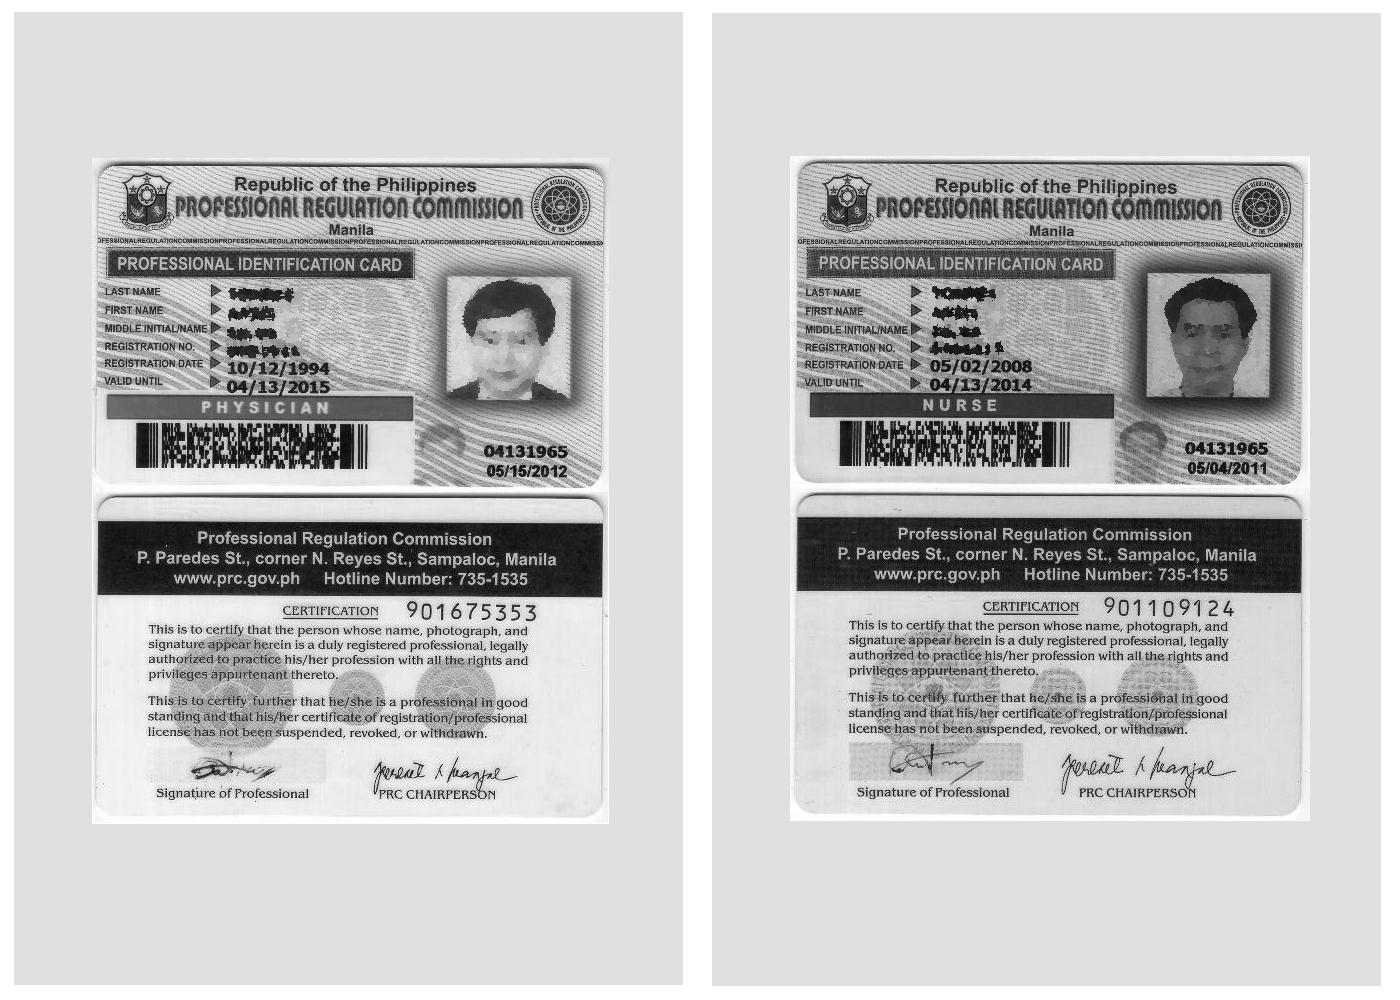 Republic of the Philippines
PROFESSIONAL REGULATION COMMISSION
Manila
OFESSIONALREGULATIONCOMMISSIONPROFESSIONALREGULATIONCOMMISSIONPROFESSIONALREGULATIONCOMMISSIONPROFESSIONALREGULATIONCOMMISSI
PROFESSIONAL IDENTIFICATION CARD
LAST NAME
FIRST NAME
MIDDLE INITIAL/NAME
REGISTRATION NO.
REGISTRATION DATE 10/12/1994
VALID UNTIL 04/13/2015
PHYSICIAN
04131965
05/15/2012
Professional Regulation Commission
P. Paredes St., corner N. Reyes St., Sampaloc, Manila
www.prc.gov.ph Hotline Number: 735-1535
CERTIFICATION 901675353
This is to certify that the person whose name, photograph, and
signature appear herein is a duly registered professional, legally
authorized to practice his/her profession with all the rights and
privileges appurtenant thereto.
This is to certify further that he/she is a professional in good
standing and that his/her certificate of registration/professional
license has not been suspended, revoked, or withdrawn.
Signature of Professional PRC CHAIRPERSON
Republic of the Philippines
PROFESSIONAL REGULATION COMMISSION
Manila
OFESSIONALREGULATIONCOMMISSIONPROFESSIONALREGULATIONCOMMISSIONPROFESSIONALREGULATIONCOMMISSIONPROFESSIONALREGULATIONCOMMISSI
PROFESSIONAL IDENTIFICATION CARD
LAST NAME
FIRST NAME
MIDDLE INITIAL/NAME
REGISTRATION NO.
REGISTRATION DATE 05/02/2008
VALID UNTIL 04/13/2014
NURSE
04131965
05/04/2011
Professional Regulation Commission
P. Paredes St., corner N. Reyes St., Sampaloc, Manila
www.prc.gov.ph Hotline Number: 735-1535
CERTIFICATION 901109124
This is to certify that the person whose name, photograph, and
signature appear herein is a duly registered professional, legally
authorized to practice his/her profession with all the rights and
privileges appurtenant thereto.
This is to certify further that he/she is a professional in good
standing and that his/her certificate of registration/professional
license has not been suspended, revoked, or withdrawn.
Signature of Professional PRC CHAIRPERSON